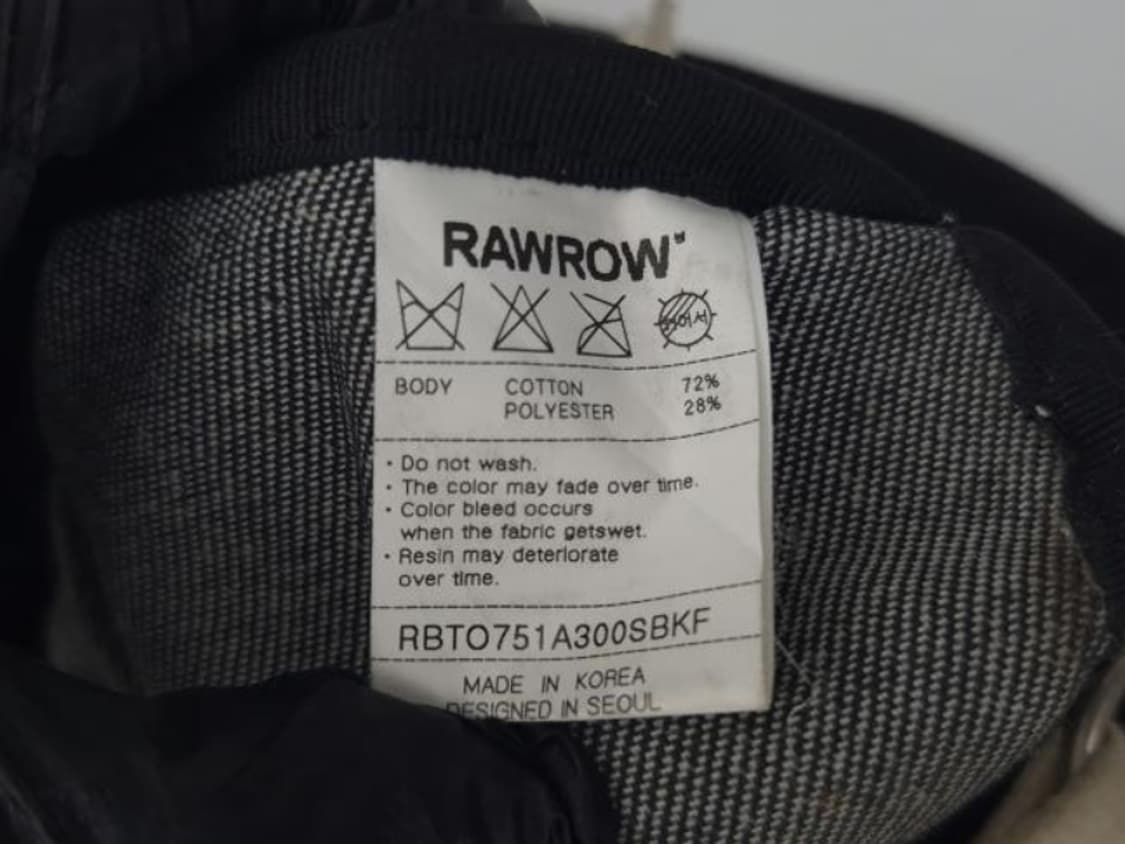 RAWROW
BODY COTTON 72%
POLYESTER 28%
· Do not wash.
· The color may fade over time.
· Color bleed occurs
when the fabric getswet.
· Resin may deteriorate
over time.
RBTO751A300SBKF
MADE IN KOREA
DESIGNED IN SEOUL